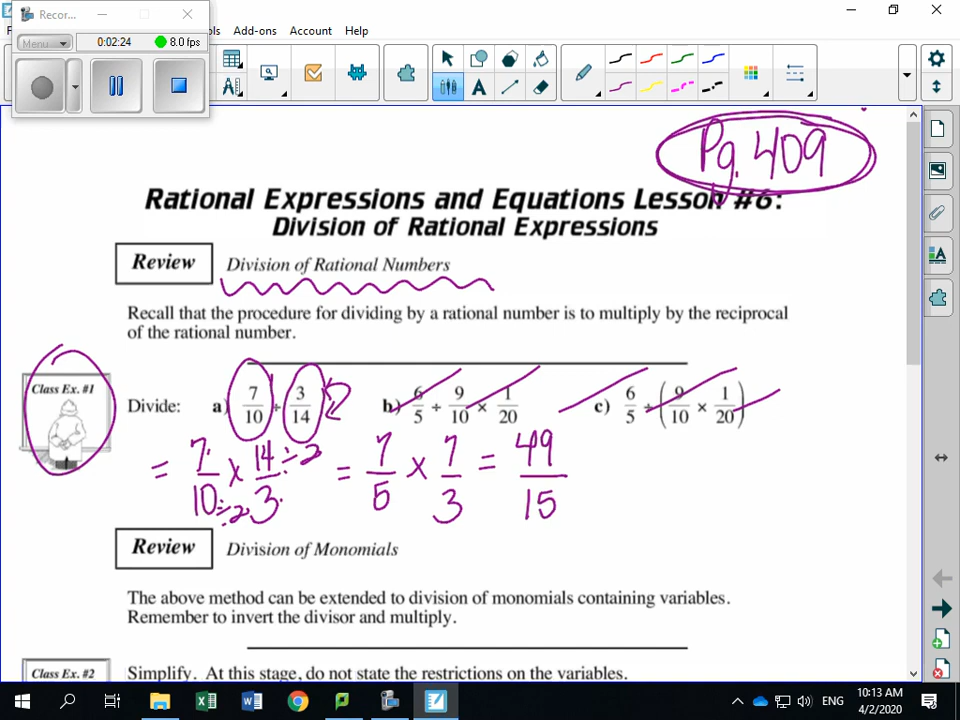 Recor...
Menu
0:02:24
8.0 fps
ols Add-ons Account Help
Pg. 409
Rational Expressions and Equations Lesson #6:
Division of Rational Expressions
Review Division of Rational Numbers
Recall that the procedure for dividing by a rational number is to multiply by the reciprocal
of the rational number.
Class Ex. #1
Divide: a) 7/10 ÷ 3/14 b) 6/5 ÷ 9/10 × 1/20 c) 6/5 ÷ (9/10 × 1/20)
= 7/10÷2 × 14÷2/3 = 7/5 × 7/3 = 49/15
Review Division of Monomials
The above method can be extended to division of monomials containing variables.
Remember to invert the divisor and multiply.
Class Ex. #2 Simplify. At this stage, do not state the restrictions on the variables.
ENG
10:13 AM
4/2/2020